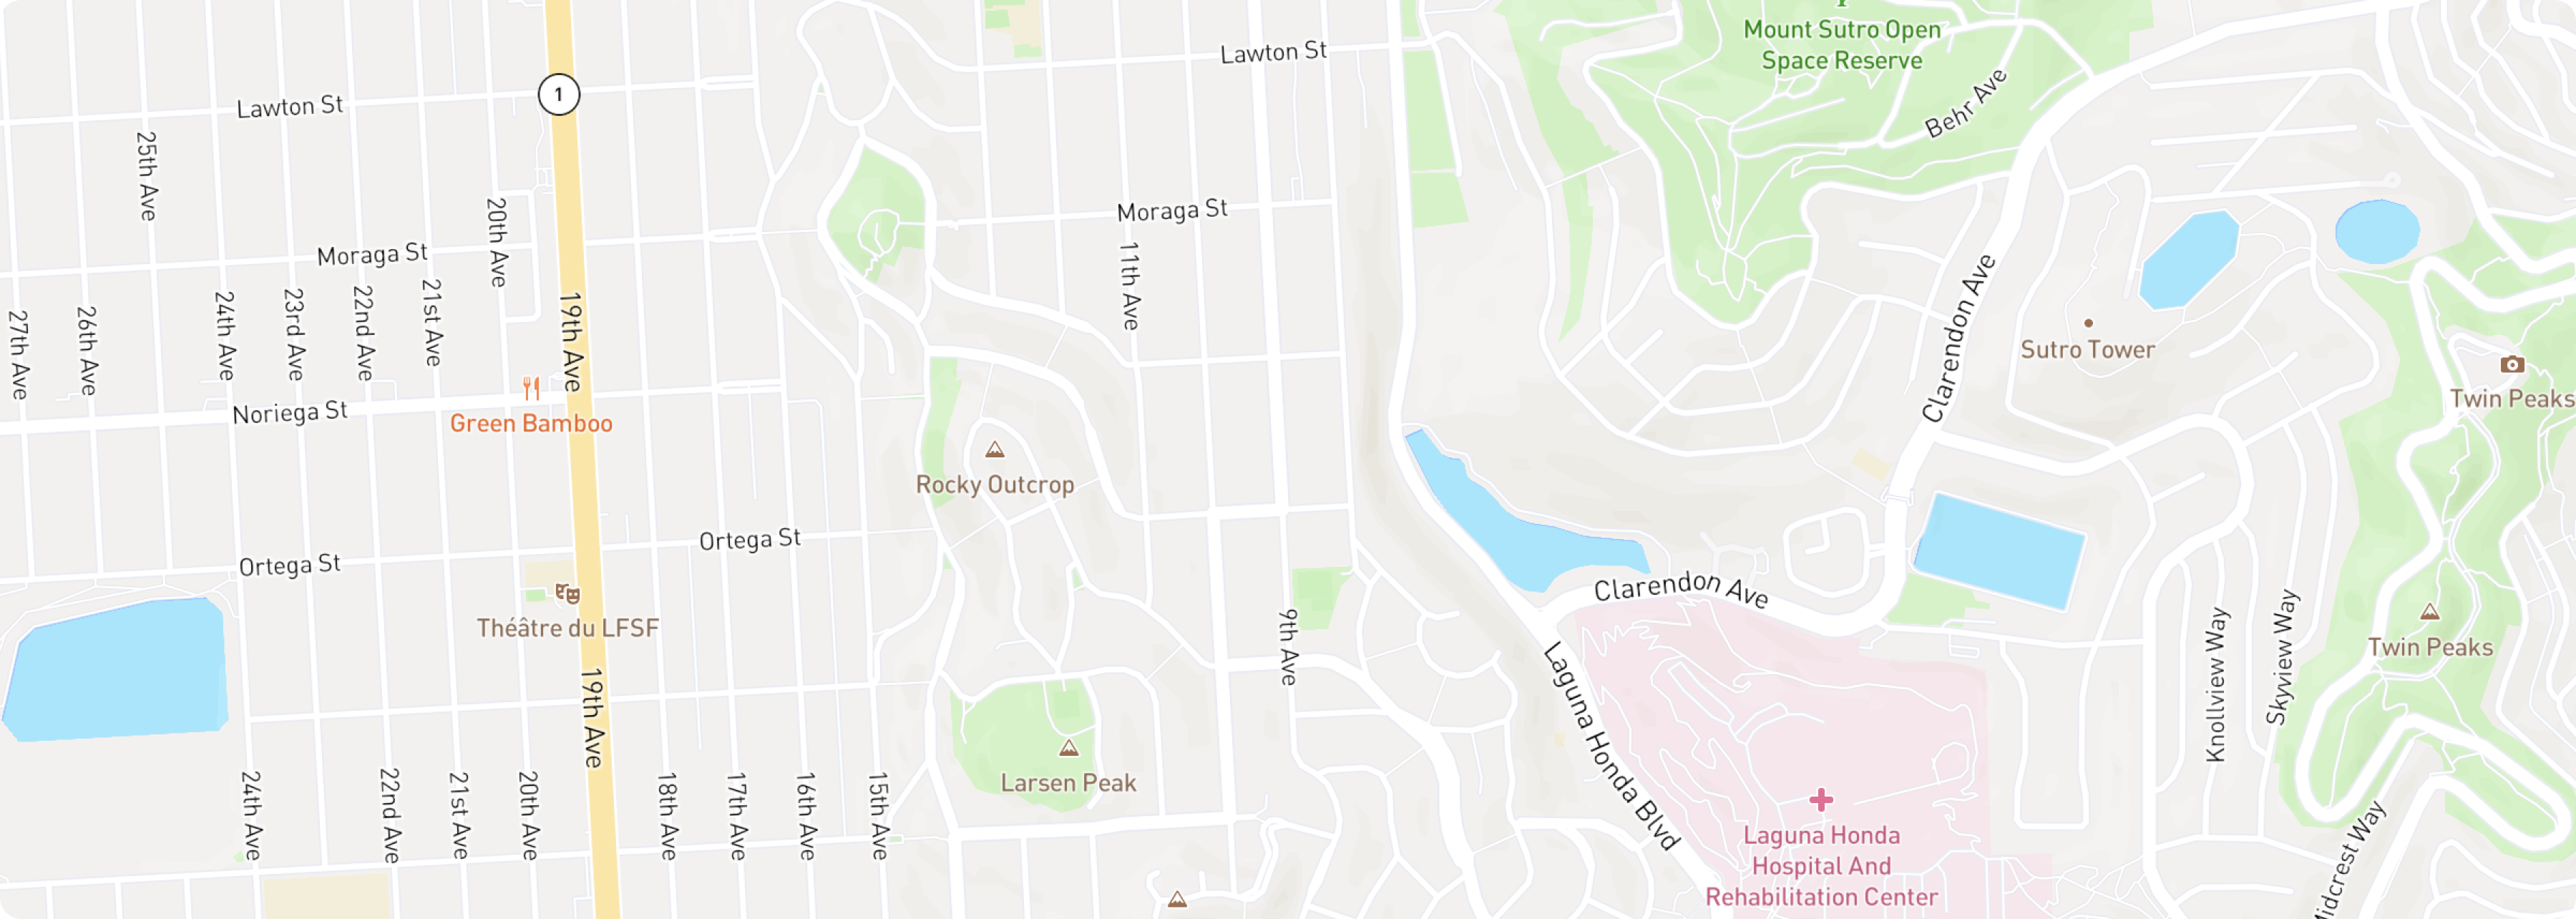 Mount Sutro Open
Space Reserve
Lawton St
Behr Ave
1
Lawton St
25th Ave
Moraga St
20th Ave
Moraga St
11th Ave
Clarendon Ave
27th Ave
26th Ave
24th Ave
23rd Ave
22nd Ave
21st Ave
19th Ave
Sutro Tower
Twin Peaks
Noriega St
Green Bamboo
Rocky Outcrop
Ortega St
Ortega St
Clarendon Ave
Théâtre du LFSF
9th Ave
Twin Peaks
Knollview Way
Skyview Way
19th Ave
Laguna Honda Blvd
Larsen Peak
24th Ave
22nd Ave
21st Ave
20th Ave
18th Ave
17th Ave
16th Ave
15th Ave
Laguna Honda
Hospital And
Rehabilitation Center
Midcrest Way